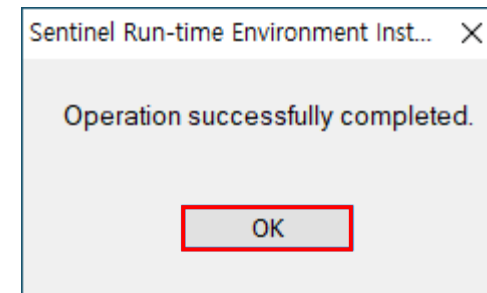 Sentinel Run-time Environment Inst...
Operation successfully completed.
OK